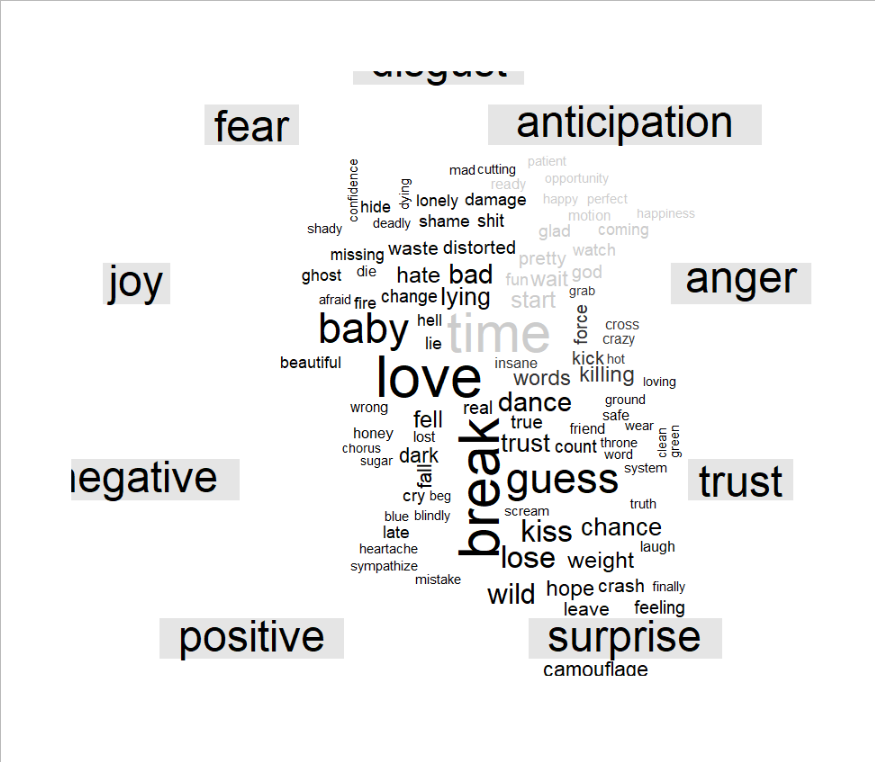 disgust
fear
anticipation
patient
mad cutting
confidence
opportunity
ready
dying
hide
lonely damage
happy perfect
motion
happiness
shady
deadly
shame shit
glad
coming
missing
waste distorted
pretty
watch
ghost
die
hate bad
fun wait god
joy
anger
afraid fire change lying
start
grab
baby
hell
lie
time
force
cross
crazy
beautiful
love
insane
kick hot
words killing
loving
wrong
real
dance
ground
fell
true
safe
honey
lost
friend
wear
chorus
trust count throne
clean
green
sugar
dark
word
fall
break
guess
system
negative
trust
cry beg
scream
truth
blue blindly
kiss chance
late
heartache
laugh
sympathize
lose weight
mistake
wild
hope crash finally
leave
feeling
positive
surprise
camouflage